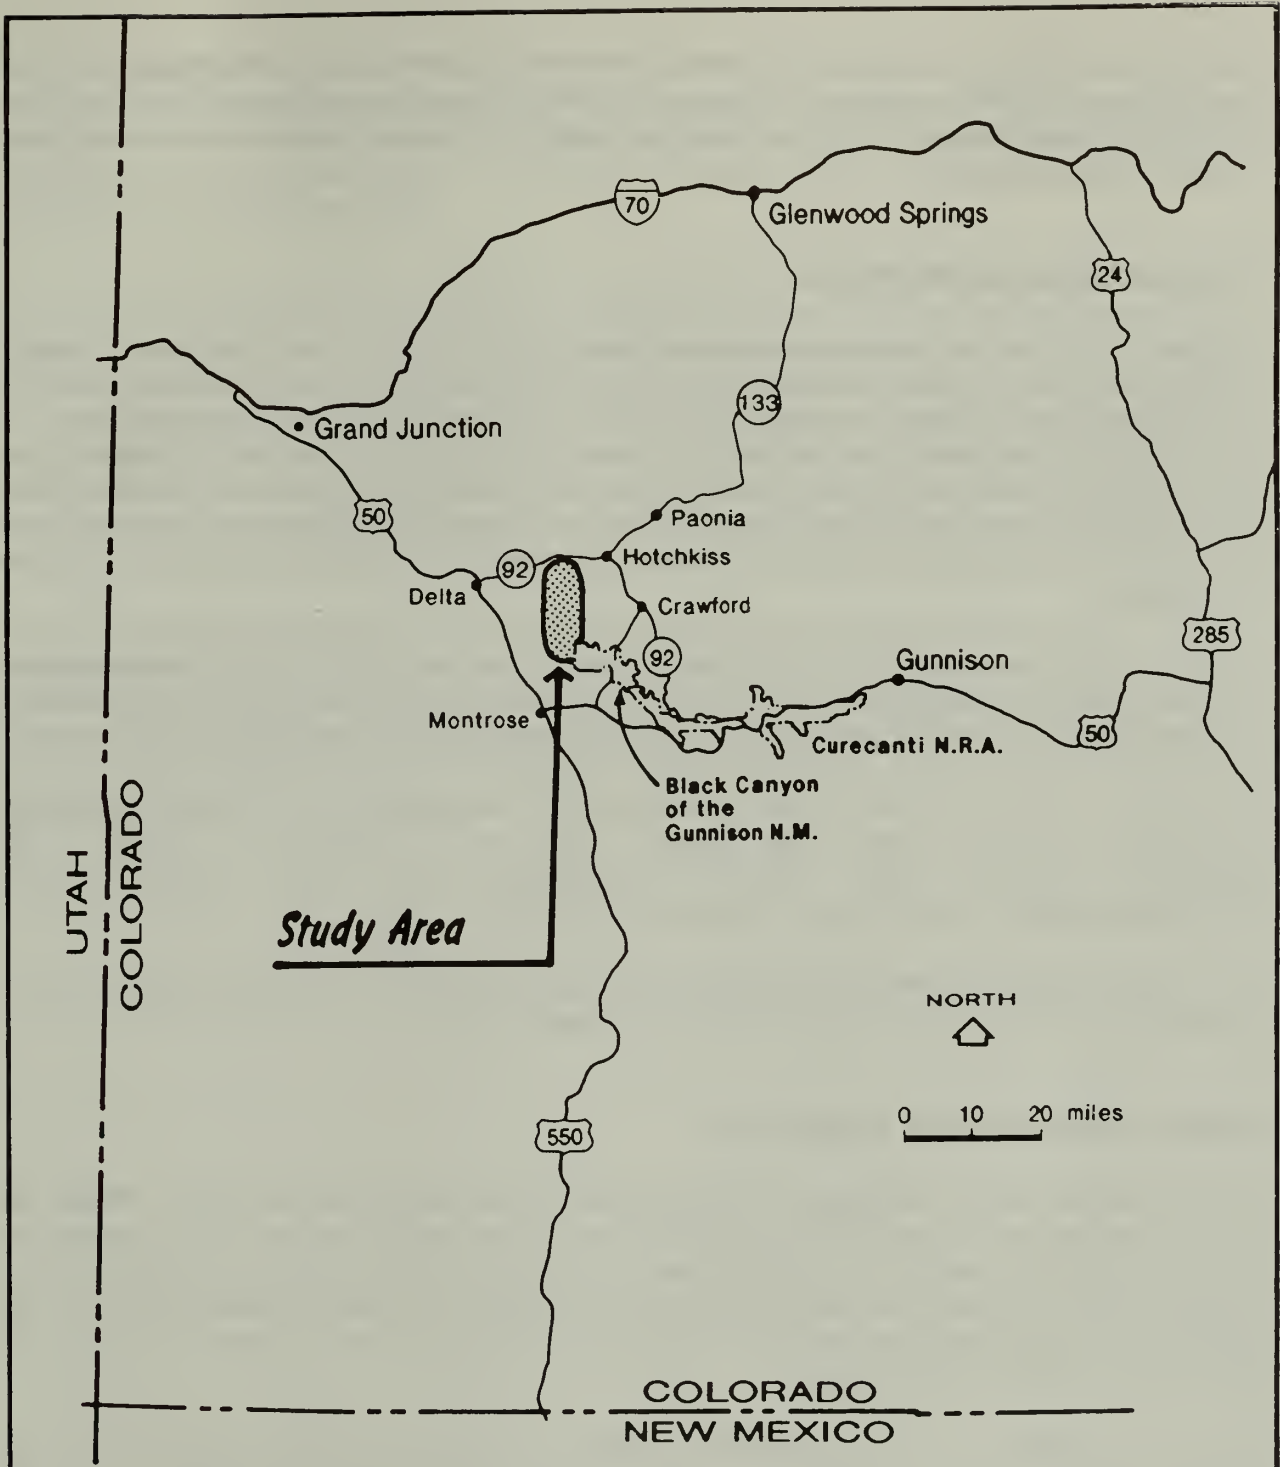 70
Glenwood Springs
24
133
Grand Junction
50
Paonia
92
Hotchkiss
Delta
Crawford
92
285
Gunnison
Montrose
50
Curecanti N.R.A.
Black Canyon
of the
Gunnison N.M.
UTAH
COLORADO
Study Area
NORTH
0 10 20 miles
550
COLORADO
NEW MEXICO